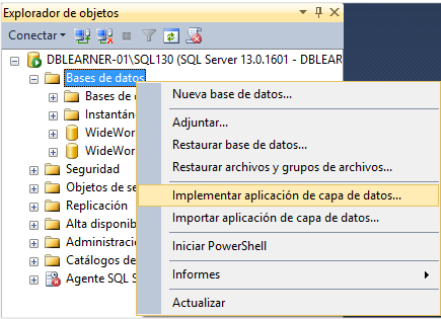 Explorador de objetos
Conectar
DBLEARNER-01\SQL130 (SQL Server 13.0.1601 - DBLEAR
Bases de datos
Bases de
Instantán
WideWor
WideWor
Seguridad
Objetos de se
Replicación
Alta disponib
Administraci
Catálogos de
Agente SQL S
Nueva base de datos...
Adjuntar...
Restaurar base de datos...
Restaurar archivos y grupos de archivos...
Implementar aplicación de capa de datos...
Importar aplicación de capa de datos...
Iniciar PowerShell
Informes
Actualizar